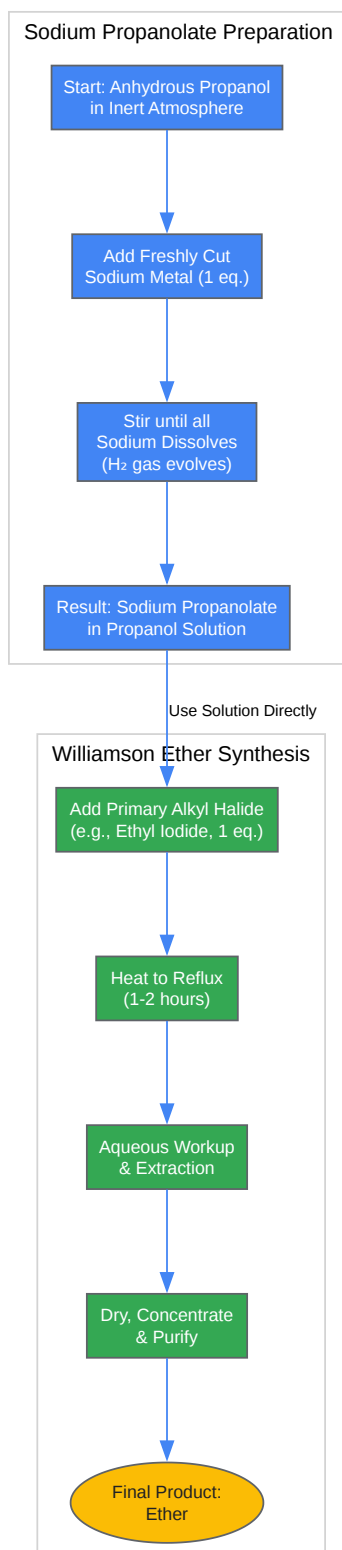 Sodium Propanolate Preparation
Start: Anhydrous Propanol
in Inert Atmosphere
Add Freshly Cut
Sodium Metal (1 eq.)
Stir until all
Sodium Dissolves
(H₂ gas evolves)
Result: Sodium Propanolate
in Propanol Solution
Use Solution Directly
Williamson Ether Synthesis
Add Primary Alkyl Halide
(e.g., Ethyl Iodide, 1 eq.)
Heat to Reflux
(1-2 hours)
Aqueous Workup
& Extraction
Dry, Concentrate
& Purify
Final Product:
Ether